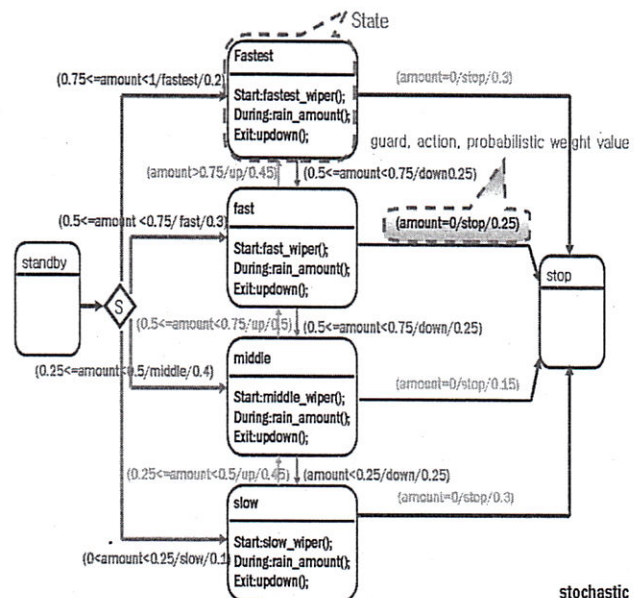 State
Fastest
(0.75<=amount<1/fastest/0.2)
(amount=0/stop/0.3)
Start:fastest_wiper();
During:rain_amount();
Exit:updown();
guard, action, probabilistic weight value
(amount>0.75/up/0.45)
(0.5<=amount<0.75/down0.25)
fast
(0.5<=amount <0.75/ fast/0.3)
(amount=0/stop/0.25)
Start:fast_wiper();
During:rain_amount();
Exit:updown();
standby
stop
S
(0.5<=amount<0.75/up/0.5)
(0.5<=amount<0.75/down/0.25)
middle
(0.25<=amount<0.5/middle/0.4)
(amount=0/stop/0.15)
Start:middle_wiper();
During:rain_amount();
Exit:updown();
(0.25<=amount<0.5/up/0.45)
(amount<0.25/down/0.25)
slow
(amount=0/stop/0.3)
Start:slow_wiper();
During:rain_amount();
Exit:updown();
(0<amount<0.25/slow/0.1)
stochastic